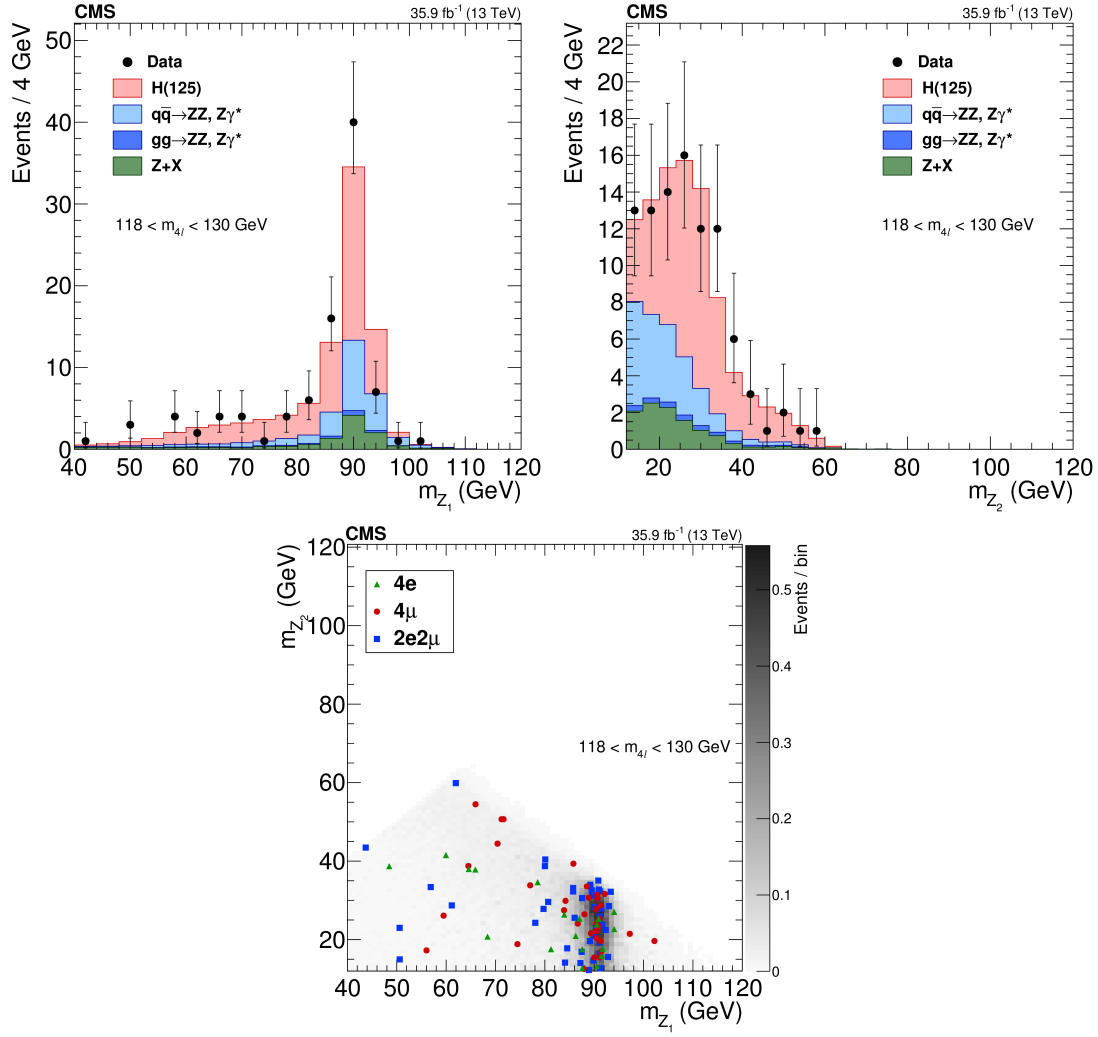 CMS
35.9 fb⁻¹ (13 TeV)
Events / 4 GeV
50
40
30
20
10
0
Data
H(125)
qq̅→ZZ, Zγ*
gg→ZZ, Zγ*
Z+X
118 < m₄ₗ < 130 GeV
40 50 60 70 80 90 100 110 120
m_Z₁ (GeV)
CMS
35.9 fb⁻¹ (13 TeV)
Events / 4 GeV
22
20
18
16
14
12
10
8
6
4
2
0
Data
H(125)
qq̅→ZZ, Zγ*
gg→ZZ, Zγ*
Z+X
118 < m₄ₗ < 130 GeV
20 40 60 80 100 120
m_Z₂ (GeV)
CMS
35.9 fb⁻¹ (13 TeV)
m_Z₂ (GeV)
120
100
80
60
40
20
4e
4μ
2e2μ
118 < m₄ₗ < 130 GeV
40 50 60 70 80 90 100 110 120
m_Z₁ (GeV)
Events / bin
0.5
0.4
0.3
0.2
0.1
0